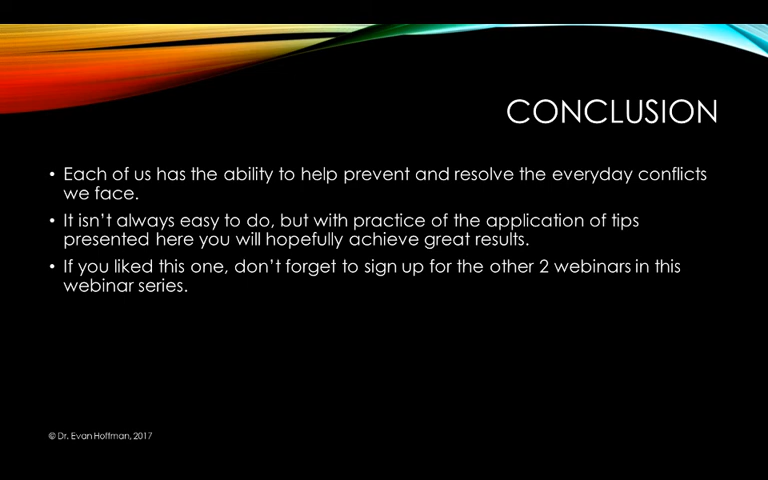 CONCLUSION
• Each of us has the ability to help prevent and resolve the everyday conflicts
we face.
• It isn't always easy to do, but with practice of the application of tips
presented here you will hopefully achieve great results.
• If you liked this one, don't forget to sign up for the other 2 webinars in this
webinar series.
© Dr. Evan Hoffman, 2017